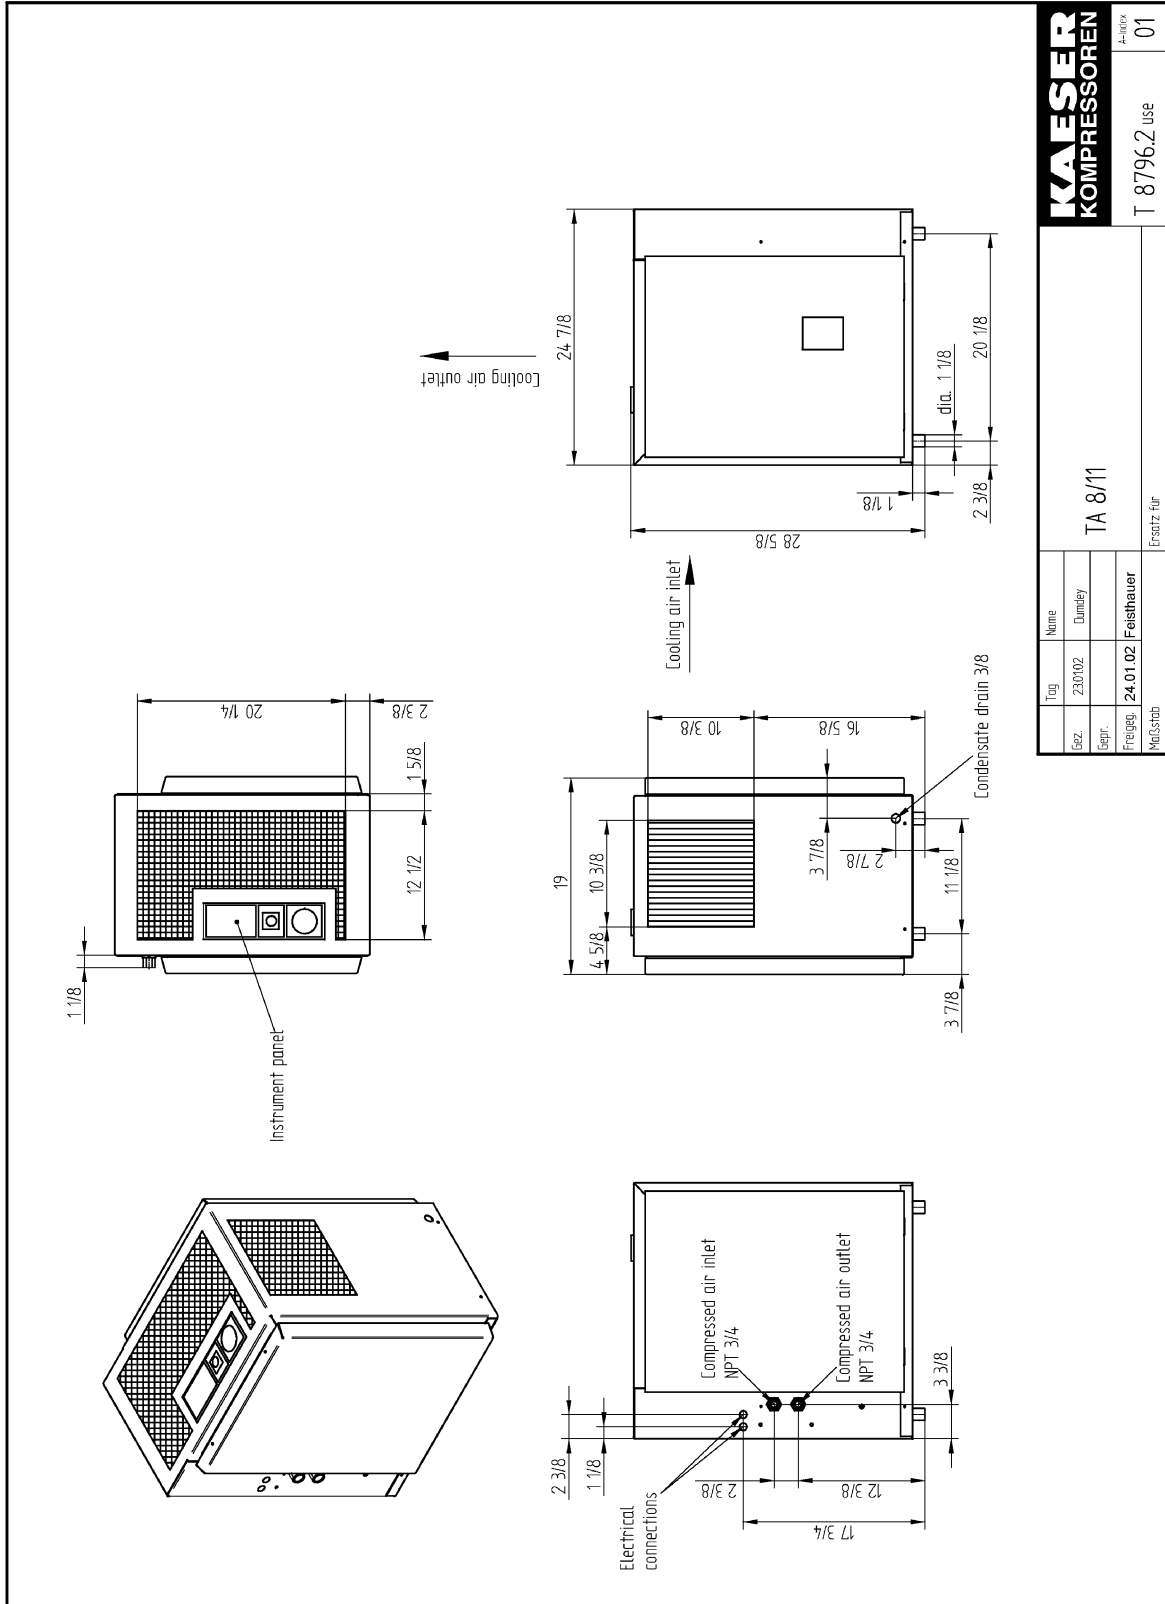 1 1/8
12 1/2
1 5/8
20 1/4
2 3/8
Instrument panel
Cooling air outlet
24 7/8
28 5/8
1 1/8
2 3/8
dia. 1 1/8
20 1/8
Cooling air inlet
19
4 5/8
10 3/8
10 3/8
16 5/8
3 7/8
2 7/8
3 7/8
11 1/8
Condensate drain 3/8
2 3/8
1 1/8
Electrical
connections
Compressed air inlet
NPT 3/4
Compressed air outlet
NPT 3/4
2 3/8
12 3/8
17 3/4
3 3/8
Tag
Name
Gez.
23.01.02
Dumdey
Gepr.
Freigeg.
24.01.02
Feisthauer
Maßstab
TA 8/11
Ersatz für
KAESER
KOMPRESSOREN
T 8796.2 use
A-Index
01